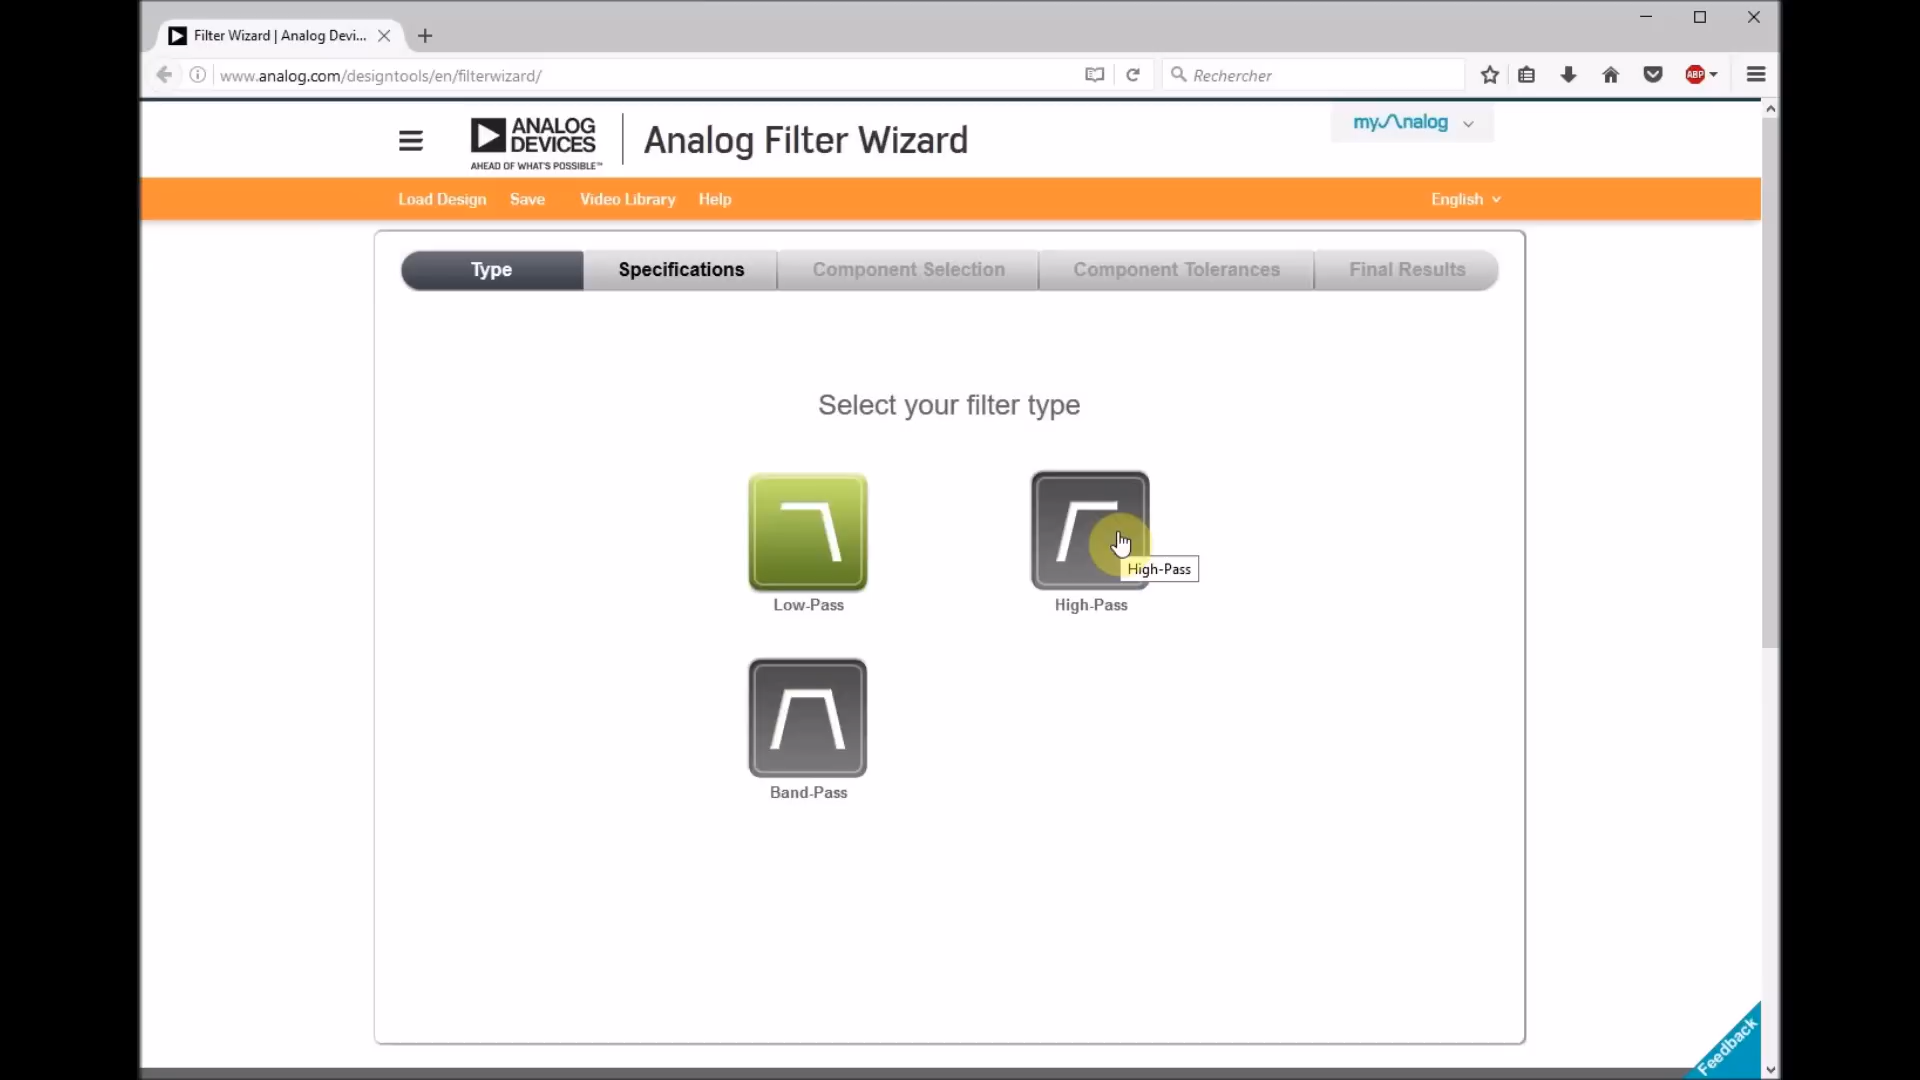 Filter Wizard | Analog Devi...
www.analog.com/designtools/en/filterwizard/
Rechercher
ABP
ANALOG DEVICES
AHEAD OF WHAT'S POSSIBLE™
Analog Filter Wizard
myAnalog
Load Design Save Video Library Help English
Type Specifications Component Selection Component Tolerances Final Results
Select your filter type
High-Pass
Low-Pass High-Pass
Band-Pass
Feedback